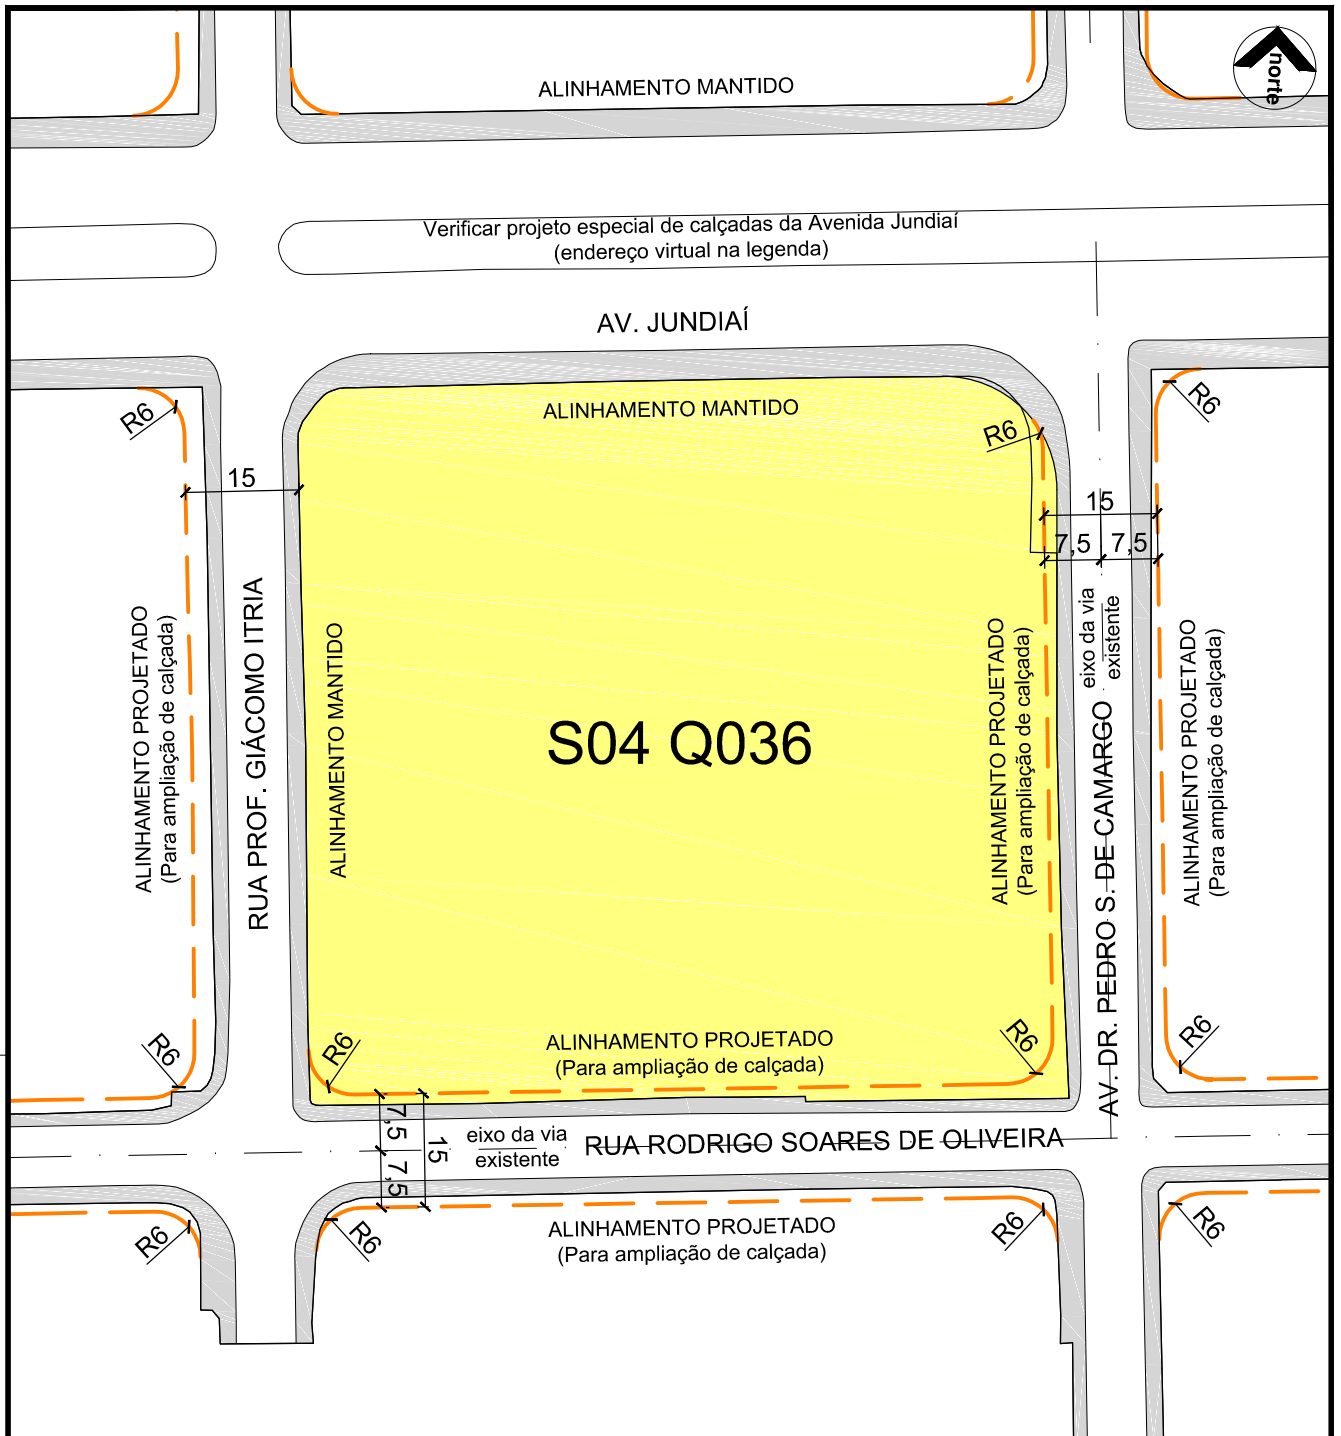 norte
ALINHAMENTO MANTIDO
Verificar projeto especial de calçadas da Avenida Jundiaí
(endereço virtual na legenda)
AV. JUNDIAÍ
ALINHAMENTO MANTIDO
R6
R6
R6
15
15
7,5
7,5
ALINHAMENTO PROJETADO
(Para ampliação de calçada)
RUA PROF. GIÁCOMO ITRIA
ALINHAMENTO MANTIDO
S04 Q036
ALINHAMENTO PROJETADO
(Para ampliação de calçada)
eixo da via
existente
AV. DR. PEDRO S. DE CAMARGO
ALINHAMENTO PROJETADO
(Para ampliação de calçada)
R6
R6
ALINHAMENTO PROJETADO
(Para ampliação de calçada)
R6
R6
7,5
7,5
15
eixo da via
existente
RUA RODRIGO SOARES DE OLIVEIRA
R6
R6
ALINHAMENTO PROJETADO
(Para ampliação de calçada)
R6
R6